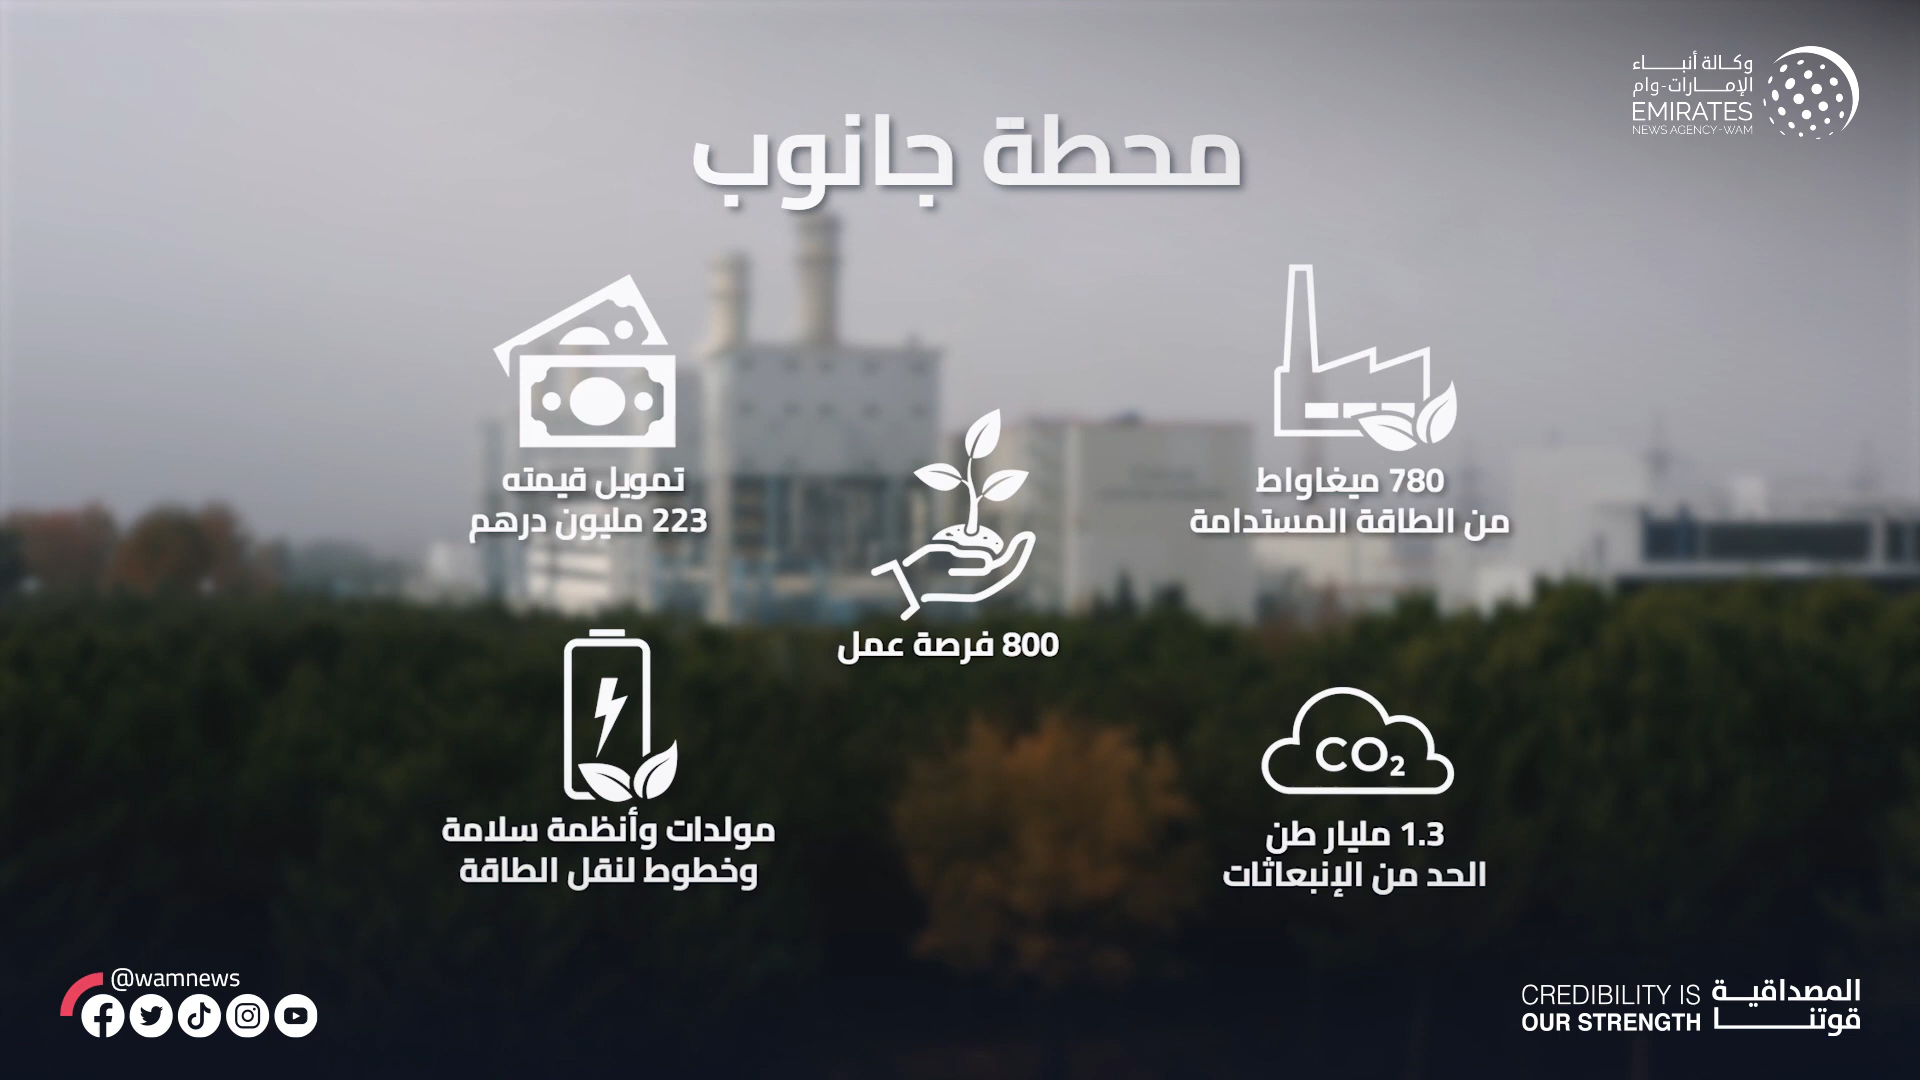 وكالة أنباء
الإمارات-وام
EMIRATES
NEWS AGENCY-WAM
محطة جانوب
780 ميغاواط
من الطاقة المستدامة
تمويل قيمته
223 مليون درهم
800 فرصة عمل
CO₂
1.3 مليار طن
الحد من الإنبعاثات
مولدات وأنظمة سلامة
وخطوط لنقل الطاقة
@wamnews
المصداقية
قوتنا
CREDIBILITY IS
OUR STRENGTH